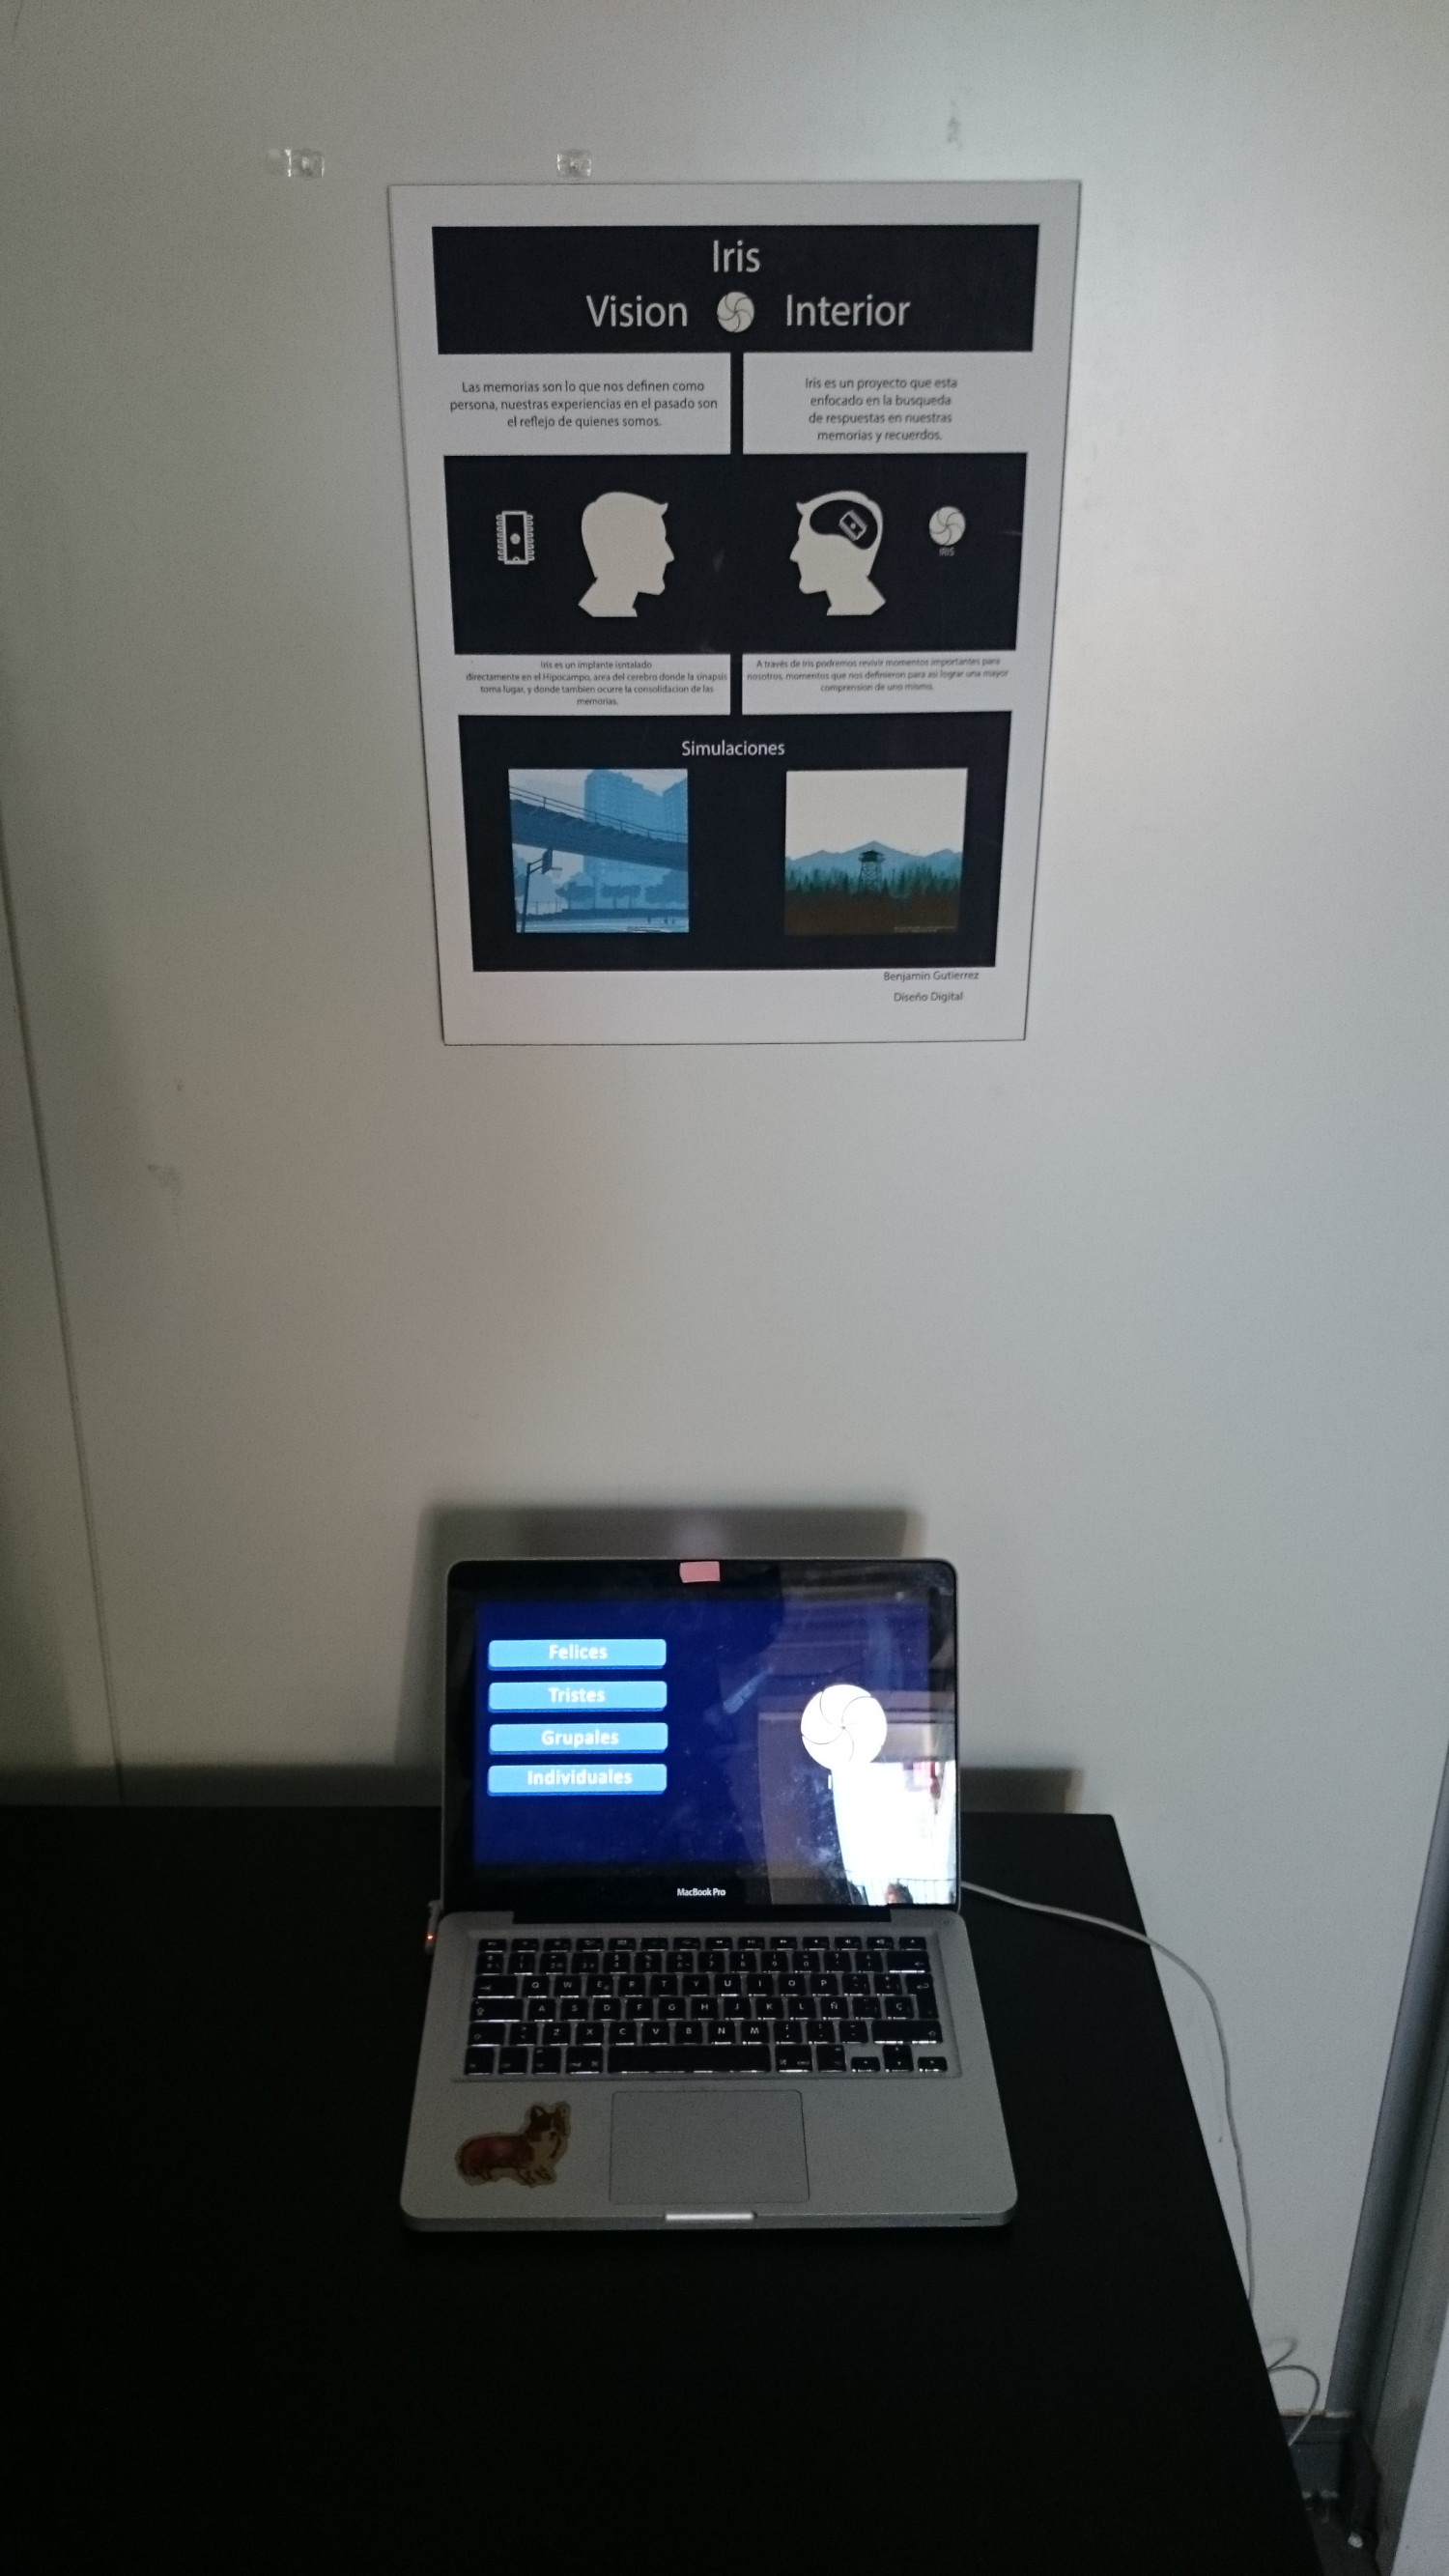 Iris
Vision Interior
Las memorias son lo que nos definen como
persona, nuestras experiencias en el pasado son
el reflejo de quienes somos.
Iris es un proyecto que esta
enfocado en la busqueda
de respuestas en nuestras
memorias y recuerdos.
IRIS
Iris es un implante isntalado
directamente en el Hipocampo, area del cerebro donde la sinapsis
toma lugar, y donde tambien ocurre la consolidacion de las
memorias.
A través de Iris podremos revivir momentos importantes para
nosotros, momentos que nos definieron para asi lograr una mayor
comprension de uno mismo.
Simulaciones
Benjamin Gutierrez
Diseño Digital
Felices
Tristes
Grupales
Individuales
MacBook Pro
Q W E R T Y U I O P
A S D F G H J K L Ñ Ç
Z X C V B N M